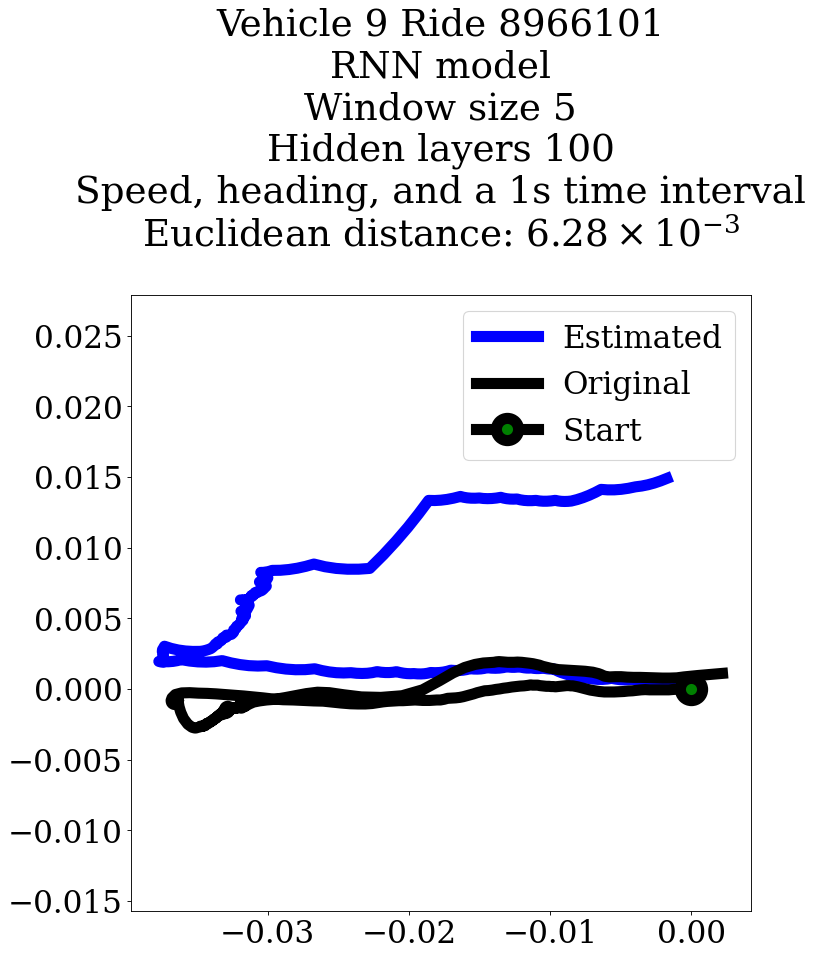 Vehicle 9 Ride 8966101
RNN model
Window size 5
Hidden layers 100
Speed, heading, and a 1s time interval
Euclidean distance: 6.28 × 10⁻³
Estimated
Original
Start
0.025
0.020
0.015
0.010
0.005
0.000
−0.005
−0.010
−0.015
−0.03 −0.02 −0.01 0.00